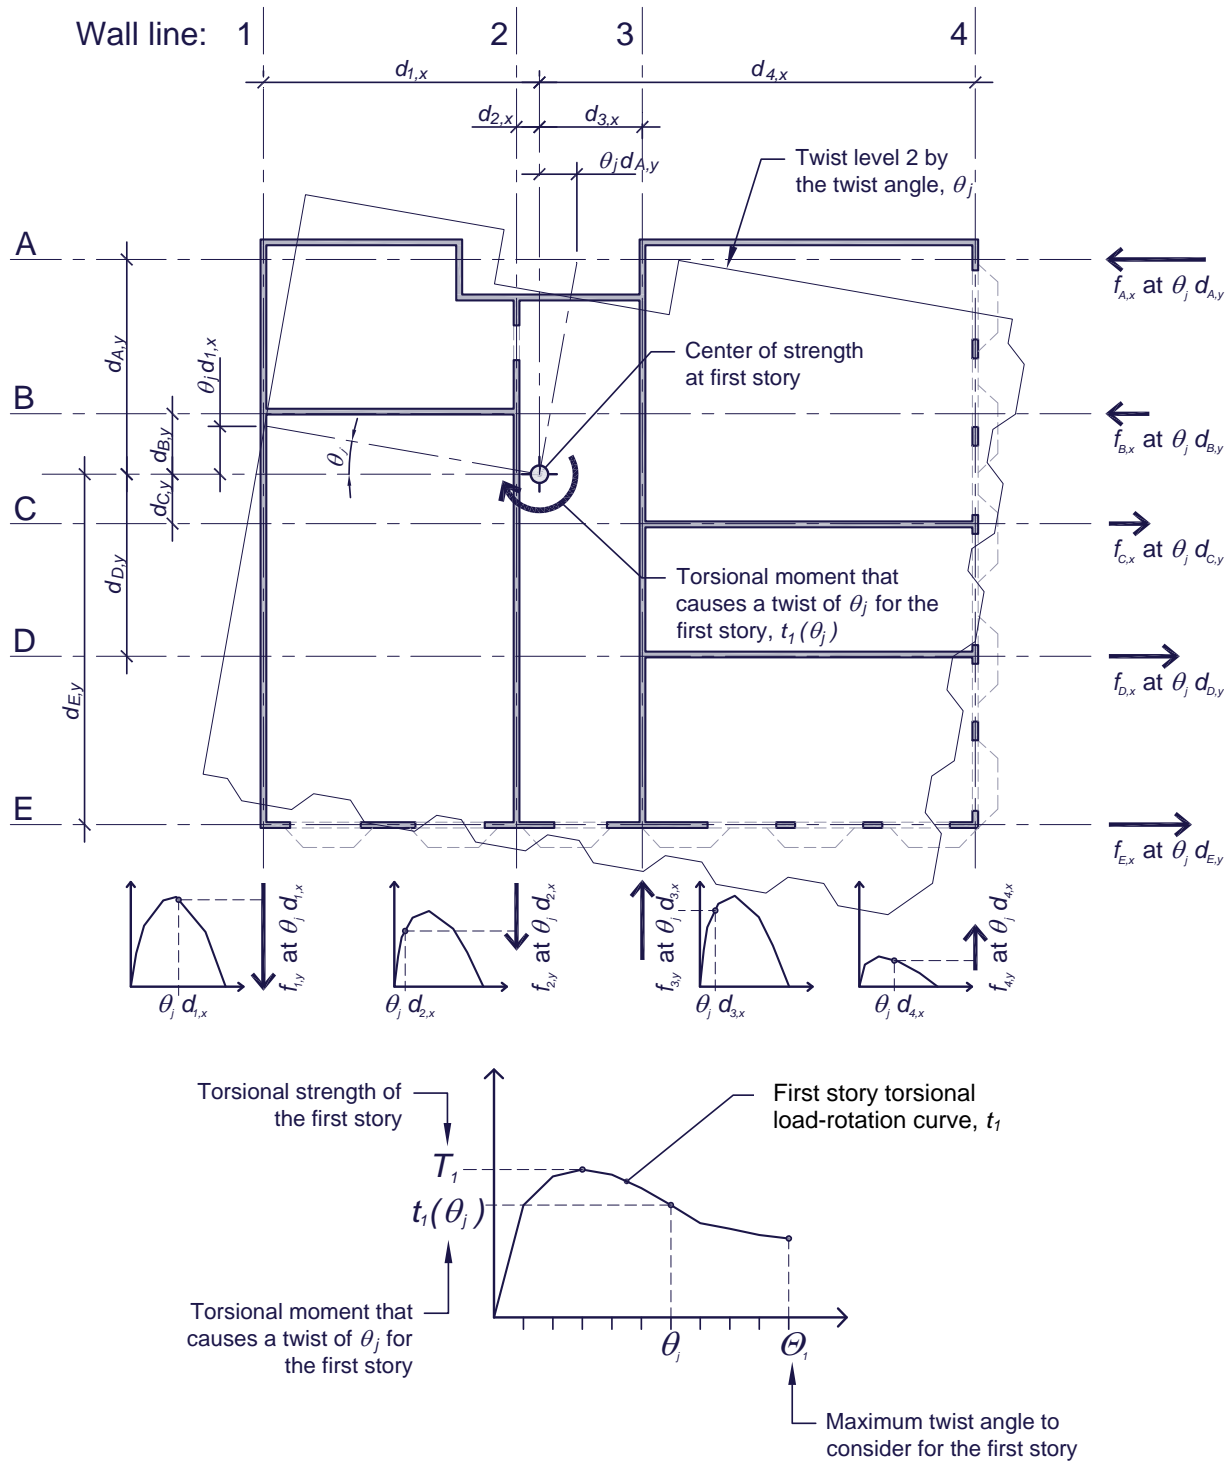 Wall line: 1 2 3 4
d1,x d4,x
d2,x d3,x
θj dA,y
Twist level 2 by
the twist angle, θj
A
fA,x at θj dA,y
dA,y
θj d1,x
Center of strength
at first story
B
fB,x at θj dB,y
dB,y
θj
dC,y
C
fC,x at θj dC,y
dD,y
Torsional moment that
causes a twist of θj for the
first story, t1(θj)
D
fD,x at θj dD,y
dE,y
E
fE,x at θj dE,y
f1,y at θj d1,x
f2,y at θj d2,x
f3,y at θj d3,x
f4,y at θj d4,x
θj d1,x
θj d2,x
θj d3,x
θj d4,x
Torsional strength of
the first story
First story torsional
load-rotation curve, t1
T1
t1(θj)
Torsional moment that
causes a twist of θj for
the first story
θj
Θ1
Maximum twist angle to
consider for the first story